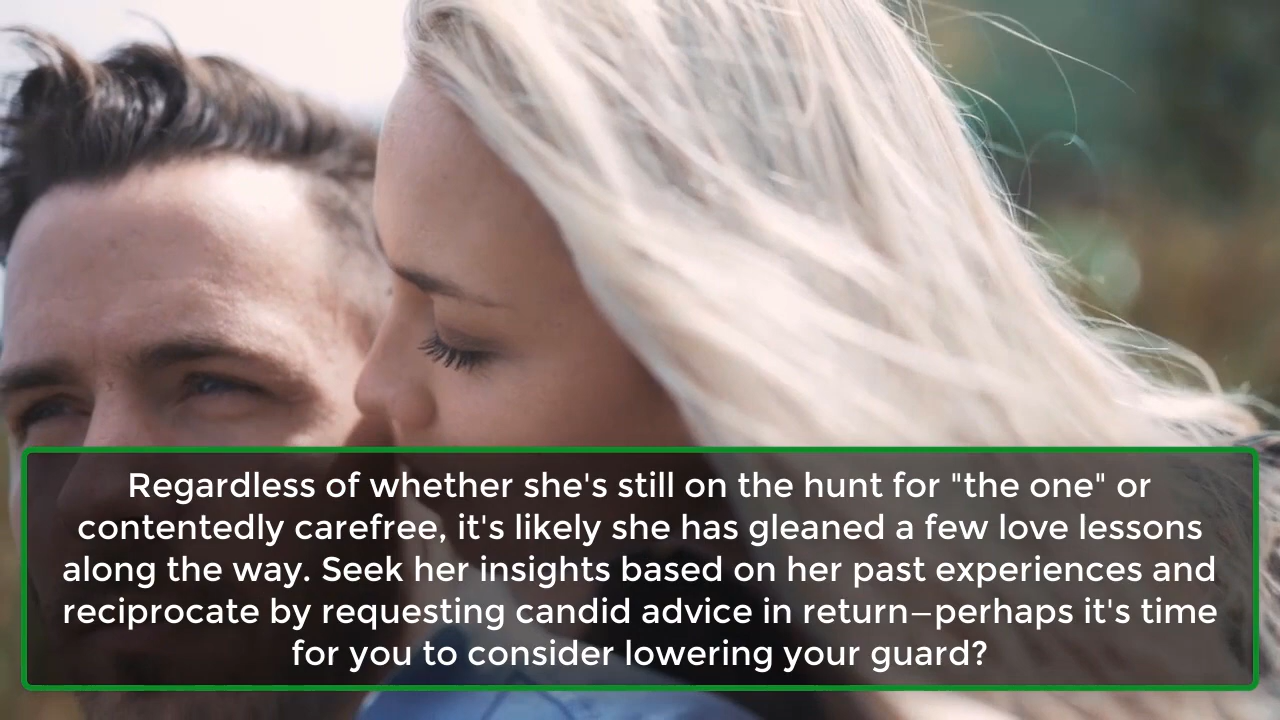 Regardless of whether she's still on the hunt for "the one" or
contentedly carefree, it's likely she has gleaned a few love lessons
along the way. Seek her insights based on her past experiences and
reciprocate by requesting candid advice in return—perhaps it's time
for you to consider lowering your guard?